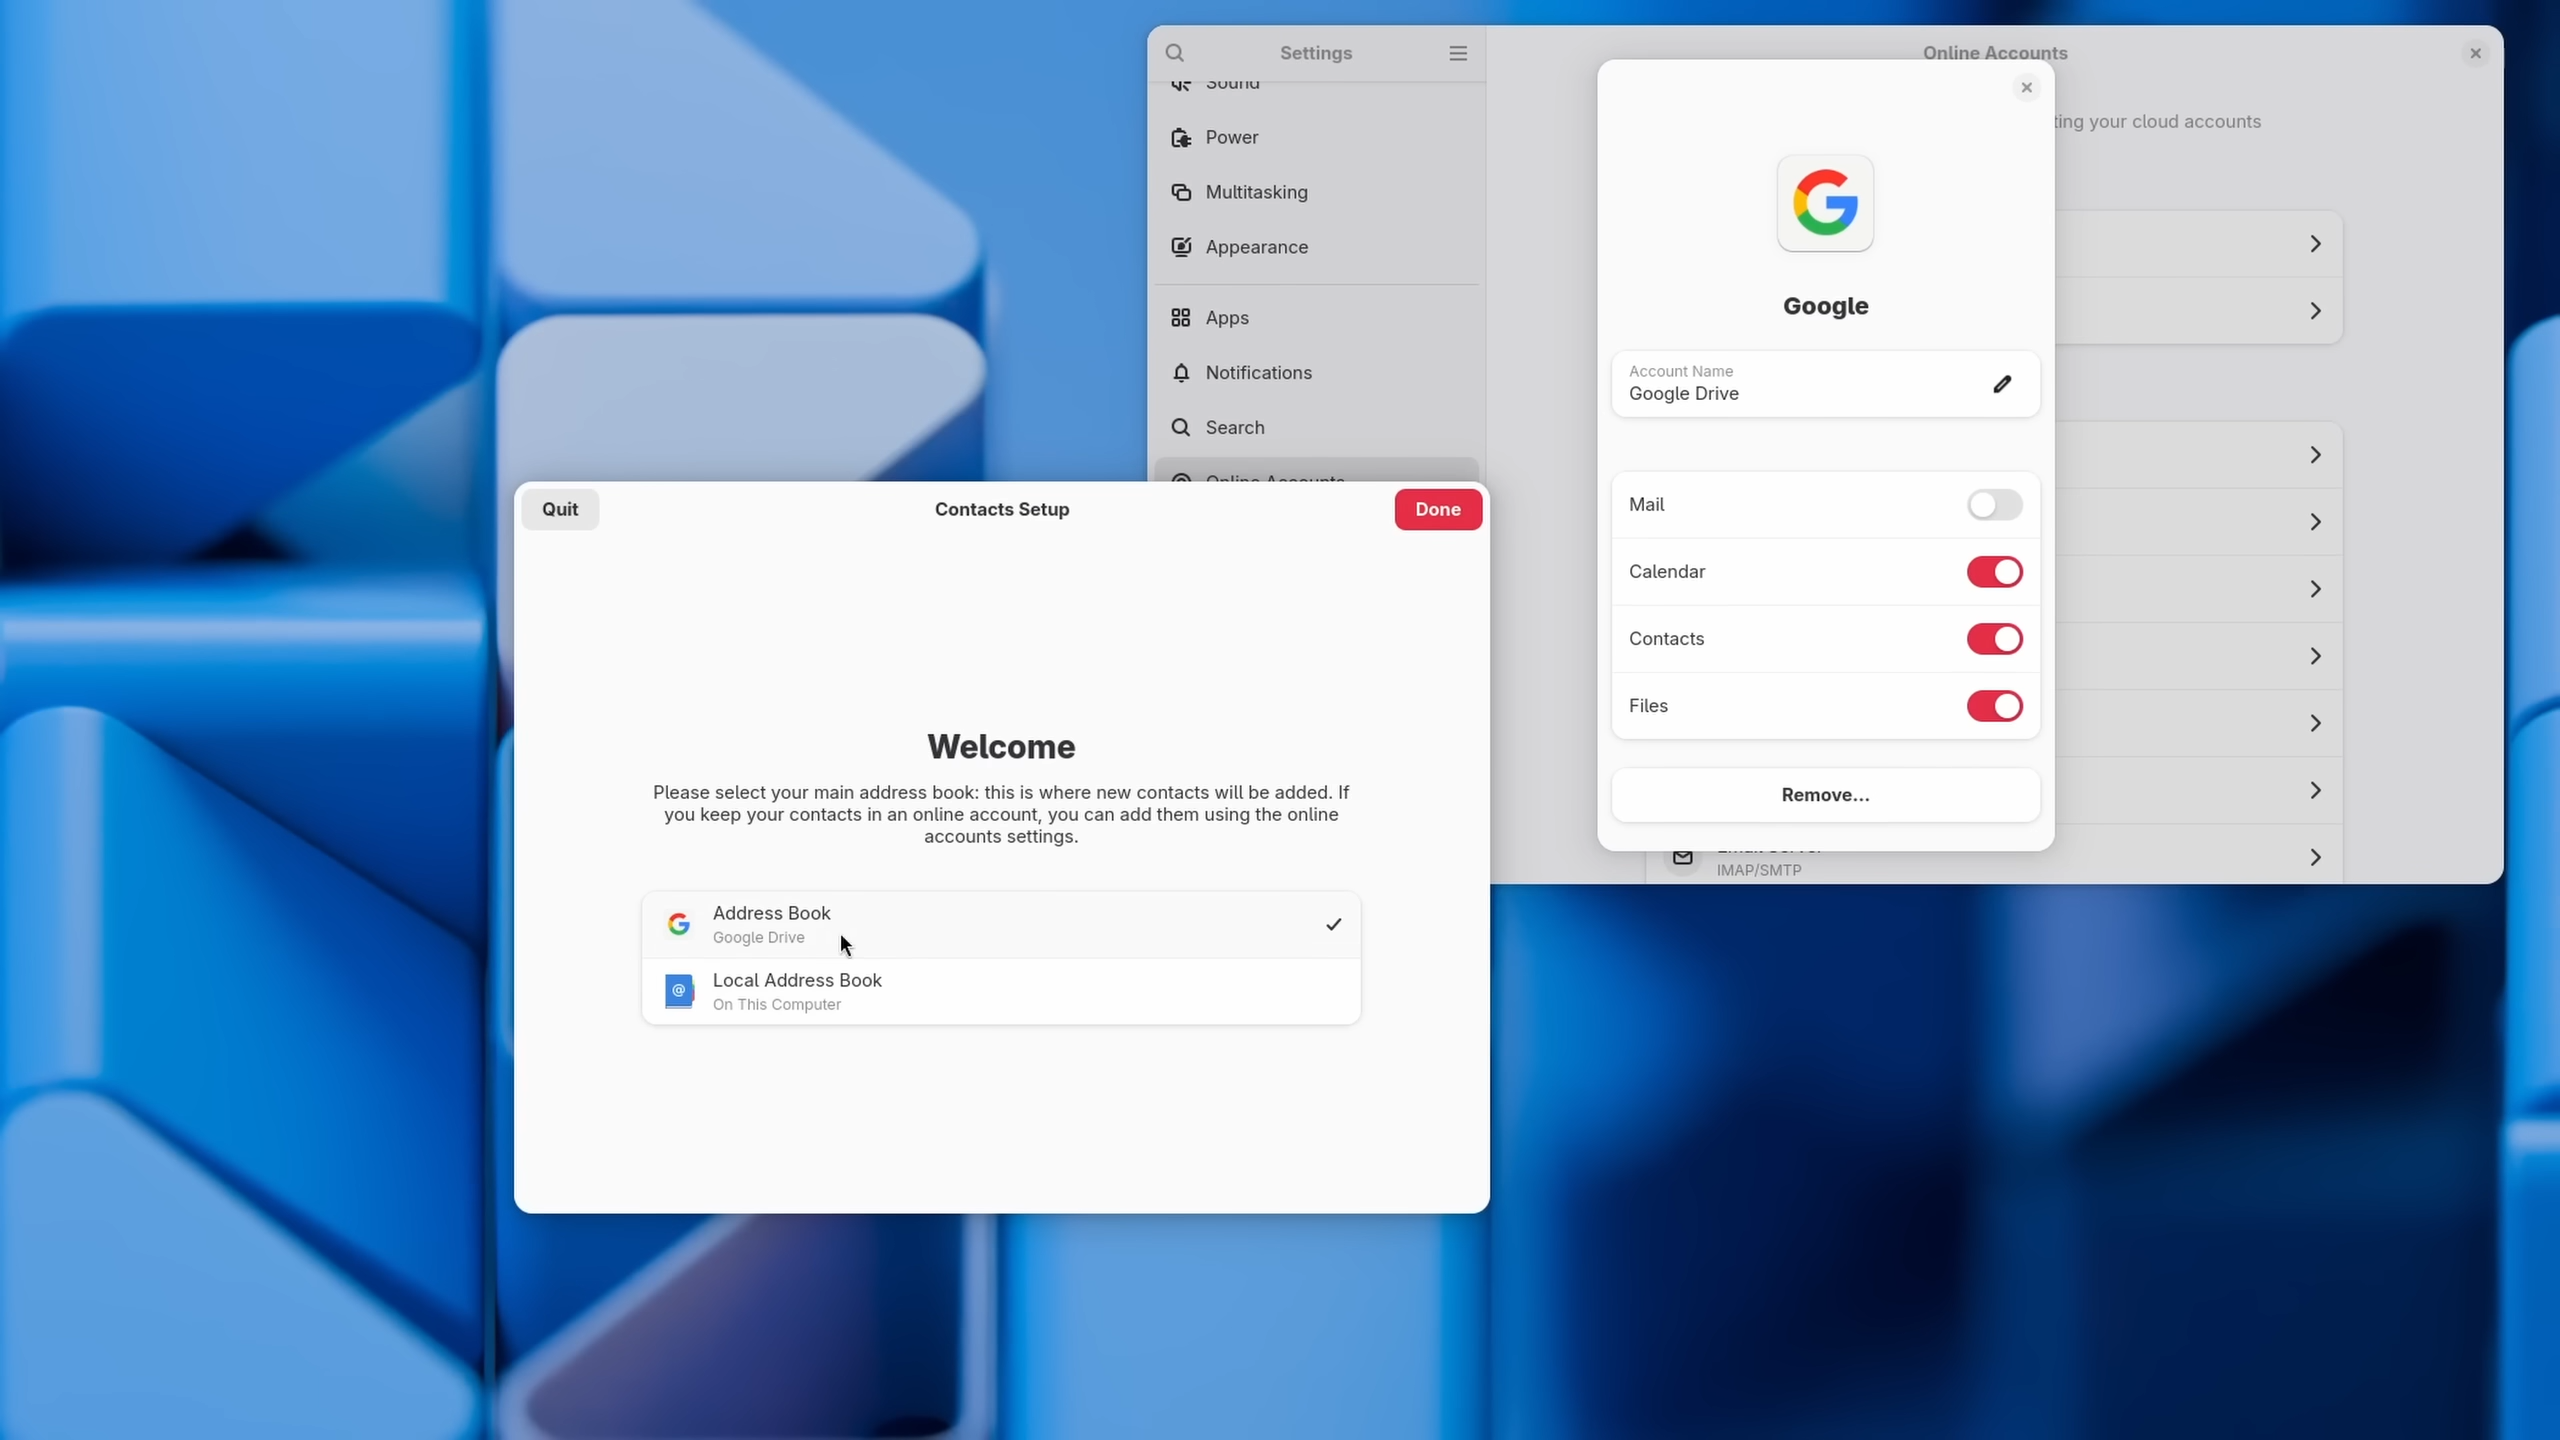 Settings
Online Accounts
Sound
Power
Multitasking
Appearance
Apps
Notifications
Search
Online Accounts
ting your cloud accounts
Google
Account Name
Google Drive
Mail
Calendar
Contacts
Files
Remove...
IMAP/SMTP
Quit
Contacts Setup
Done
Welcome
Please select your main address book: this is where new contacts will be added. If
you keep your contacts in an online account, you can add them using the online
accounts settings.
Address Book
Google Drive
Local Address Book
On This Computer